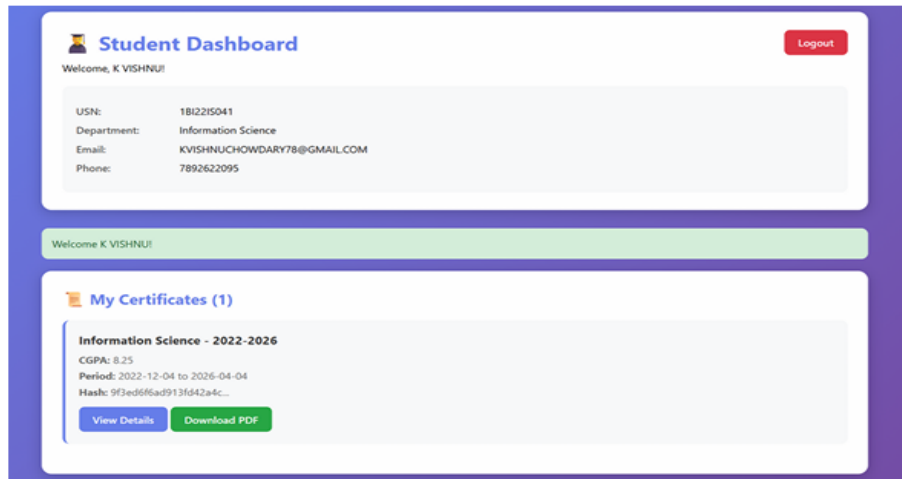 Student Dashboard
Logout
Welcome, K VISHNU!
USN: 1BI22IS041
Department: Information Science
Email: KVISHNUCHOWDARY78@GMAIL.COM
Phone: 7892622095
Welcome K VISHNU!
My Certificates (1)
Information Science - 2022-2026
CGPA: 8.25
Period: 2022-12-04 to 2026-04-04
Hash: 9f3ed6f6ad913fd42a4c...
View Details Download PDF